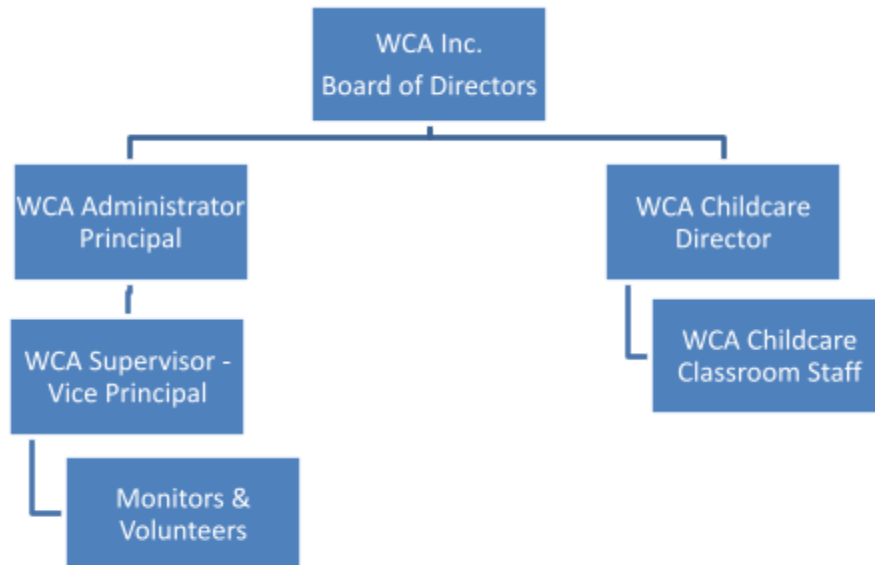 WCA Inc.
Board of Directors
WCA Administrator
Principal
WCA Childcare
Director
WCA Supervisor -
Vice Principal
WCA Childcare
Classroom Staff
Monitors &
Volunteers